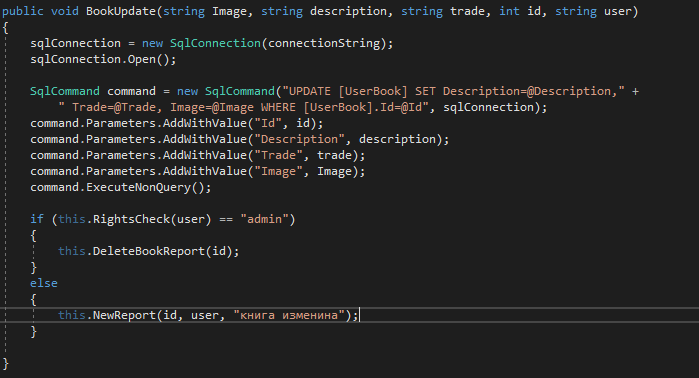 public void BookUpdate(string Image, string description, string trade, int id, string user)
{
sqlConnection = new SqlConnection(connectionString);
sqlConnection.Open();
SqlCommand command = new SqlCommand("UPDATE [UserBook] SET Description=@Description," +
" Trade=@Trade, Image=@Image WHERE [UserBook].Id=@Id", sqlConnection);
command.Parameters.AddWithValue("Id", id);
command.Parameters.AddWithValue("Description", description);
command.Parameters.AddWithValue("Trade", trade);
command.Parameters.AddWithValue("Image", Image);
command.ExecuteNonQuery();
if (this.RightsCheck(user) == "admin")
{
this.DeleteBookReport(id);
}
else
{
this.NewReport(id, user, "книга изменина");
}
}